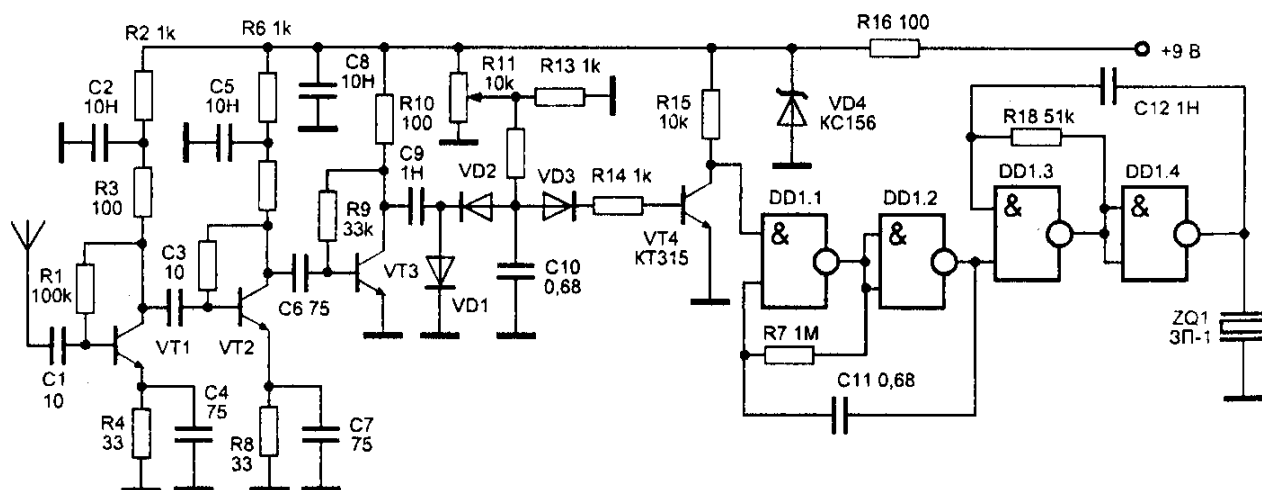 R2 1k
R6 1k
R16 100
+9 В
C2
10Н
C5
10Н
C8
10Н
R11
10k
R13 1k
R10
100
R15
10k
VD4
КС156
C12 1Н
R18 51k
R3
100
C9
1Н
VD2
VD3
R14 1k
DD1.1
DD1.2
DD1.3
DD1.4
&
&
&
&
R1
100k
C3
10
R9
33k
VT4
КТ315
C6 75
VT3
VD1
C10
0,68
VT1
VT2
R7 1M
ZQ1
ЗП-1
C1
10
C11 0,68
R4
33
C4
75
R8
33
C7
75